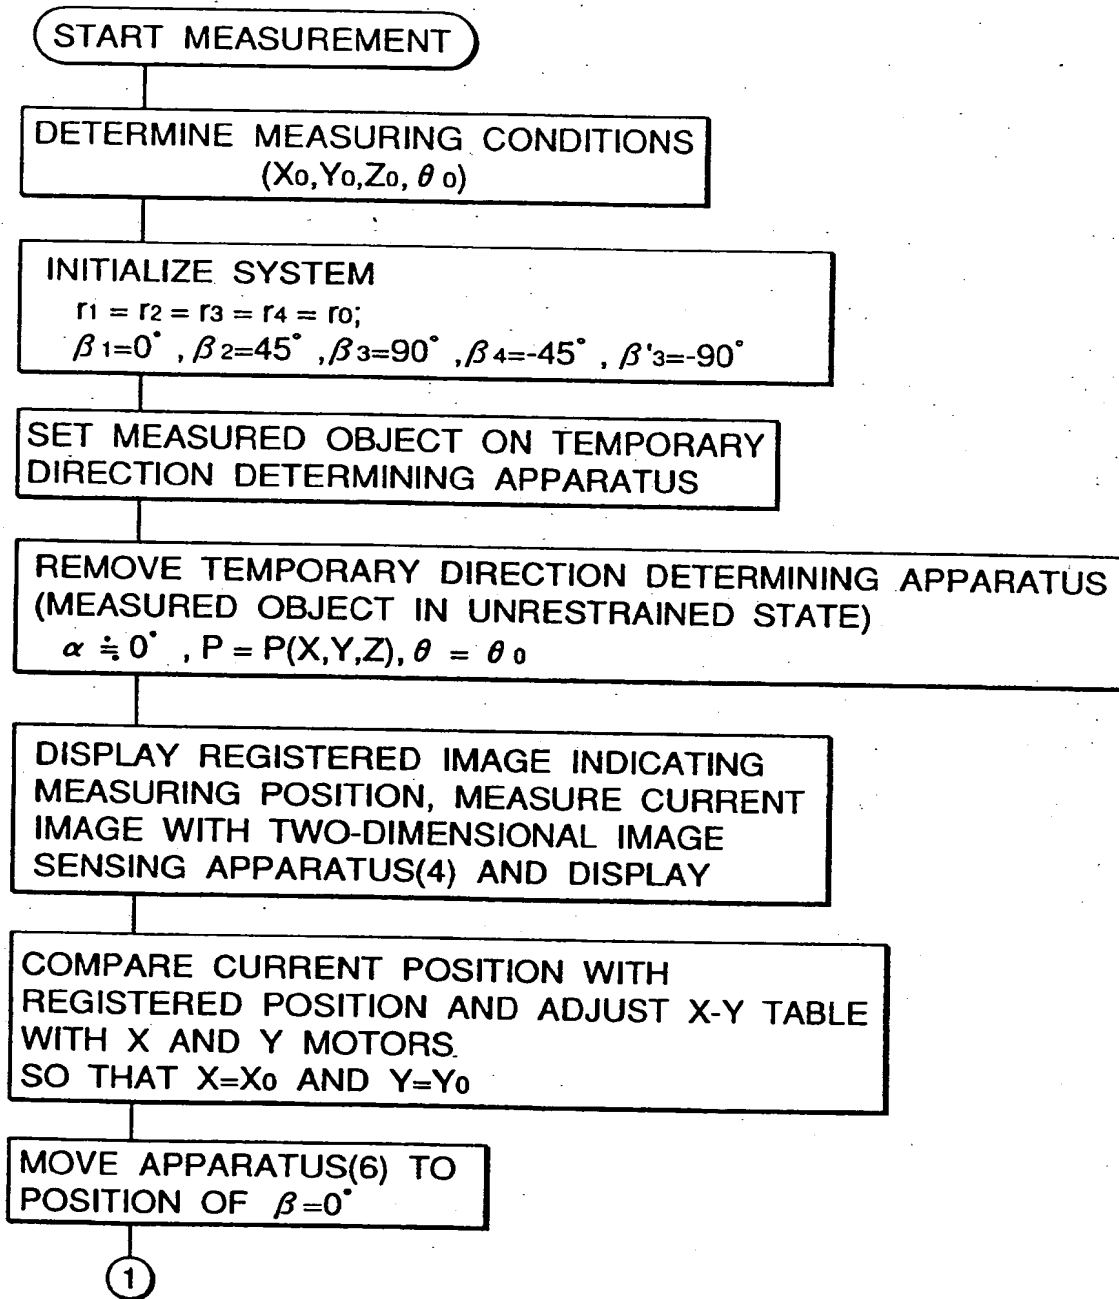 START MEASUREMENT
DETERMINE MEASURING CONDITIONS
(X0,Y0,Z0, θ 0)
INITIALIZE SYSTEM
r1 = r2 = r3 = r4 = r0;
β1=0° , β2=45° ,β3=90° ,β4=-45° , β'3=-90°
SET MEASURED OBJECT ON TEMPORARY
DIRECTION DETERMINING APPARATUS
REMOVE TEMPORARY DIRECTION DETERMINING APPARATUS
(MEASURED OBJECT IN UNRESTRAINED STATE)
α ≒ 0° , P = P(X,Y,Z), θ = θ 0
DISPLAY REGISTERED IMAGE INDICATING
MEASURING POSITION, MEASURE CURRENT
IMAGE WITH TWO-DIMENSIONAL IMAGE
SENSING APPARATUS(4) AND DISPLAY
COMPARE CURRENT POSITION WITH
REGISTERED POSITION AND ADJUST X-Y TABLE
WITH X AND Y MOTORS.
SO THAT X=X0 AND Y=Y0
MOVE APPARATUS(6) TO
POSITION OF β=0°
1